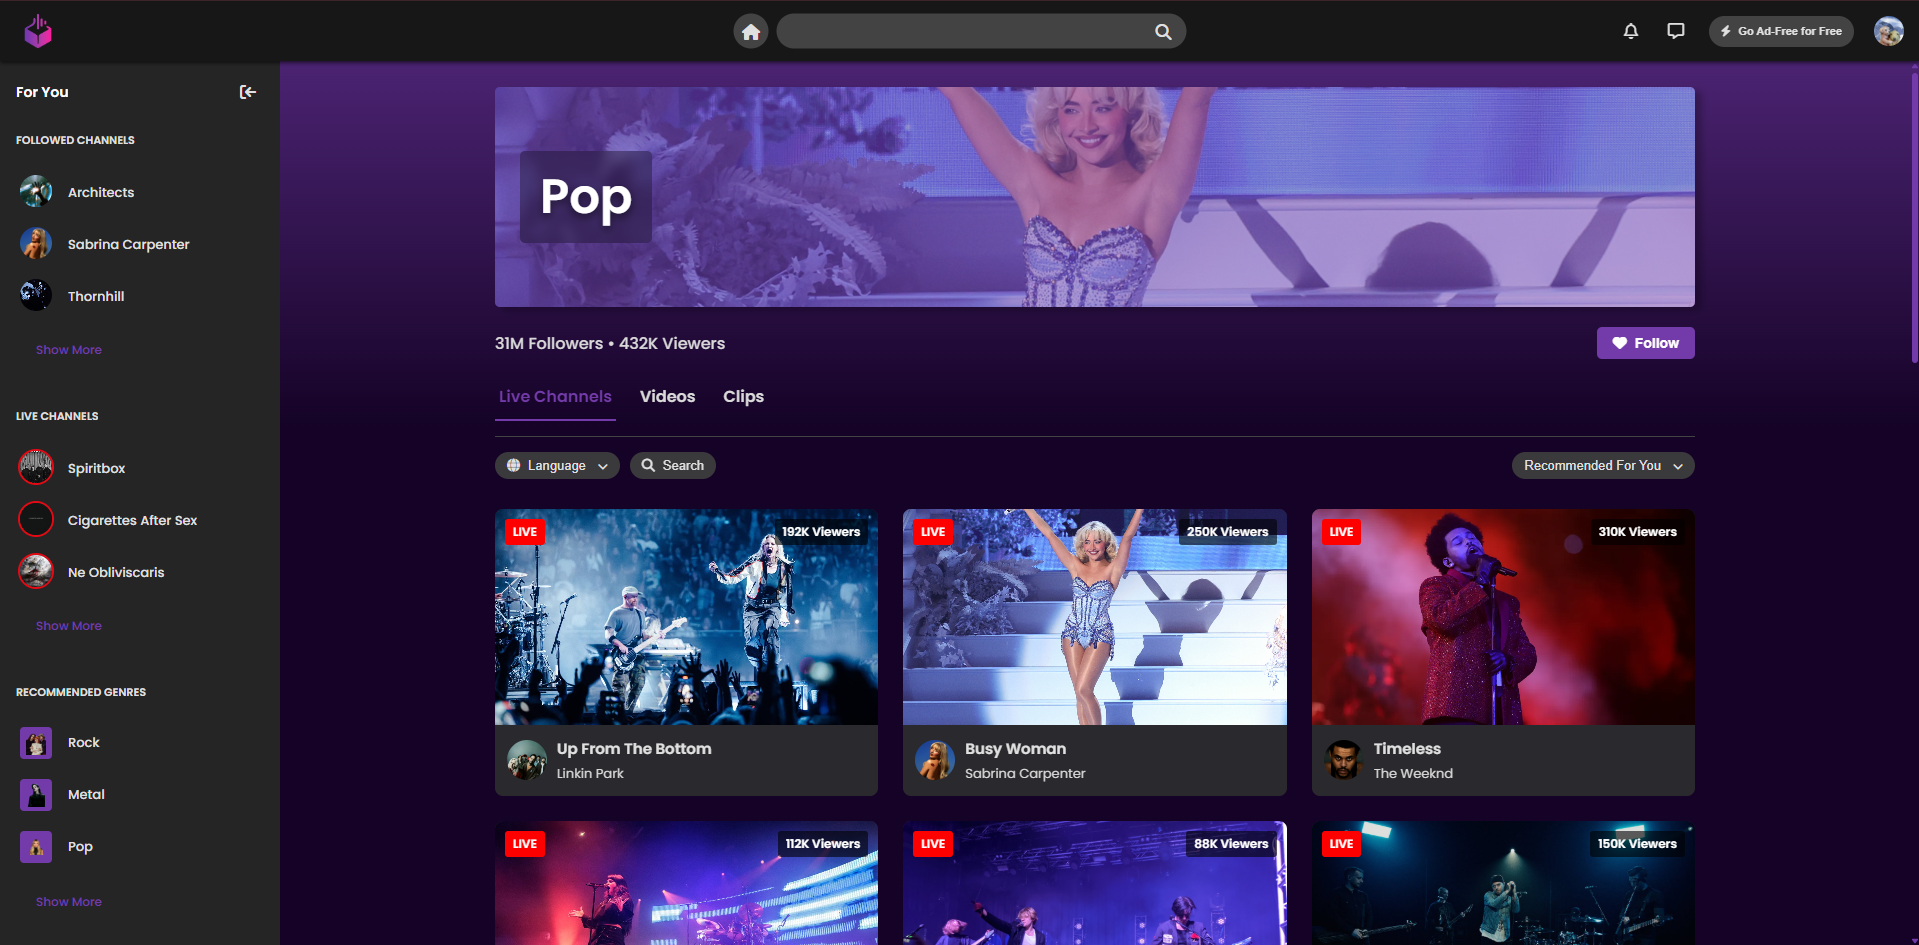 Go Ad-Free for Free
For You
FOLLOWED CHANNELS
Architects
Sabrina Carpenter
Thornhill
Show More
LIVE CHANNELS
Spiritbox
Cigarettes After Sex
Ne Obliviscaris
Show More
RECOMMENDED GENRES
Rock
Metal
Pop
Show More
Pop
31M Followers • 432K Viewers
Follow
Live Channels
Videos
Clips
Language
Search
Recommended For You
LIVE
192K Viewers
Up From The Bottom
Linkin Park
LIVE
250K Viewers
Busy Woman
Sabrina Carpenter
LIVE
310K Viewers
Timeless
The Weeknd
LIVE
112K Viewers
LIVE
88K Viewers
LIVE
150K Viewers